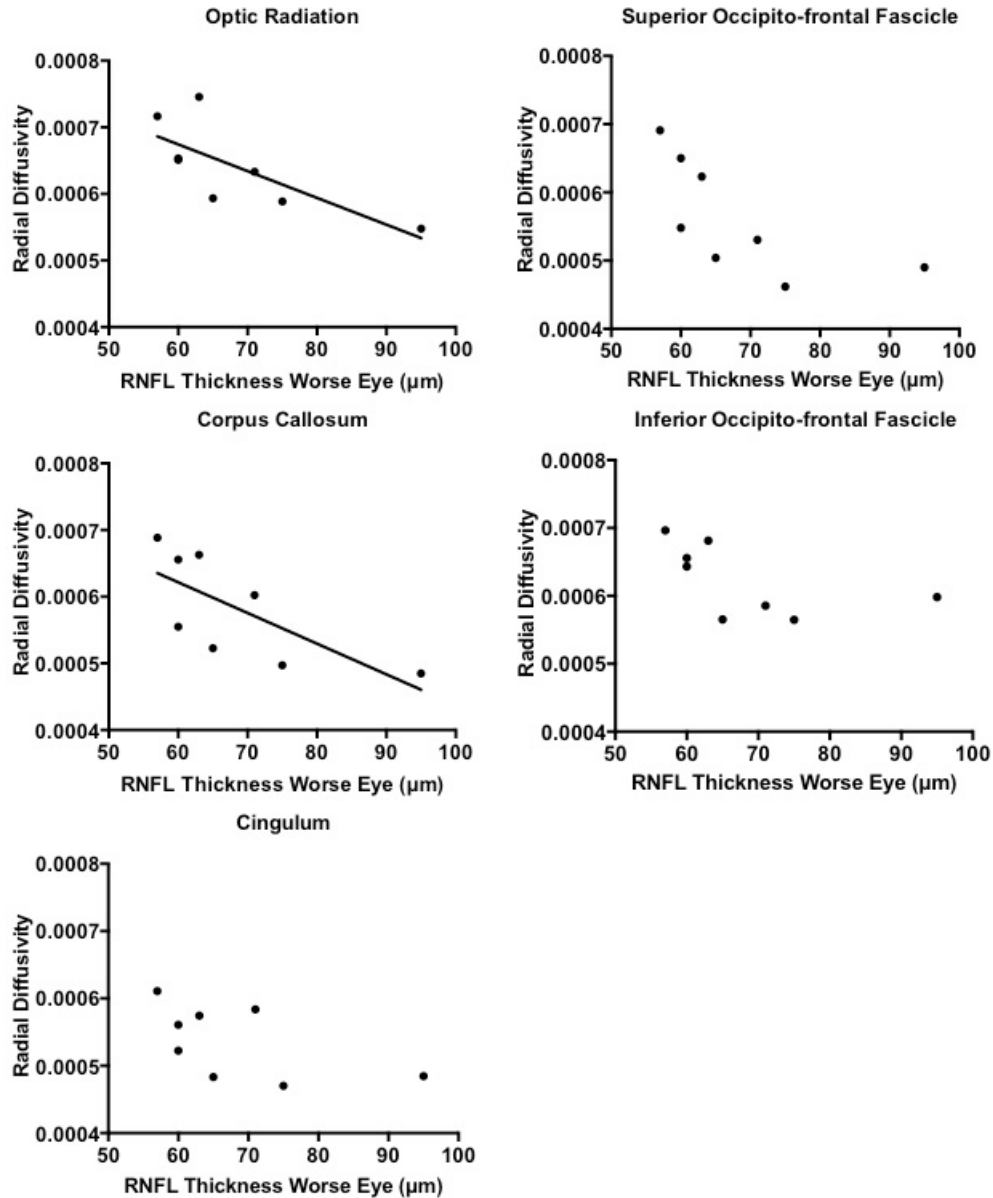 Optic Radiation
0.0008
0.0007
0.0006
0.0005
0.0004
Radial Diffusivity
50 60 70 80 90 100
RNFL Thickness Worse Eye (µm)
Superior Occipito-frontal Fascicle
0.0008
0.0007
0.0006
0.0005
0.0004
Radial Diffusivity
50 60 70 80 90 100
RNFL Thickness Worse Eye (µm)
Corpus Callosum
0.0008
0.0007
0.0006
0.0005
0.0004
Radial Diffusivity
50 60 70 80 90 100
RNFL Thickness Worse Eye (µm)
Inferior Occipito-frontal Fascicle
0.0008
0.0007
0.0006
0.0005
0.0004
Radial Diffusivity
50 60 70 80 90 100
RNFL Thickness Worse Eye (µm)
Cingulum
0.0008
0.0007
0.0006
0.0005
0.0004
Radial Diffusivity
50 60 70 80 90 100
RNFL Thickness Worse Eye (µm)